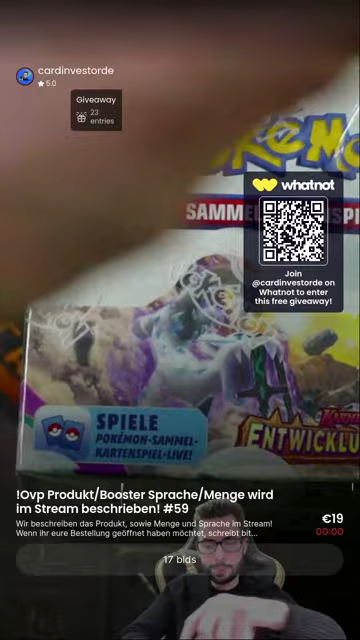 cardinvestorde
★ 5.0
Giveaway
23
entries
whatnot
Join
@cardinvestorde on
Whatnot to enter
this free giveaway!
SPIELE
POKÉMON-SAMMEL-
KARTENSPIEL-LIVE!
!Ovp Produkt/Booster Sprache/Menge wird
im Stream beschrieben! #59
Wir beschreiben das Produkt, sowie Menge und Sprache im Stream!
Wenn ihr eure Bestellung geöffnet haben möchtet, schreibt bit...
€19
00:00
17 bids